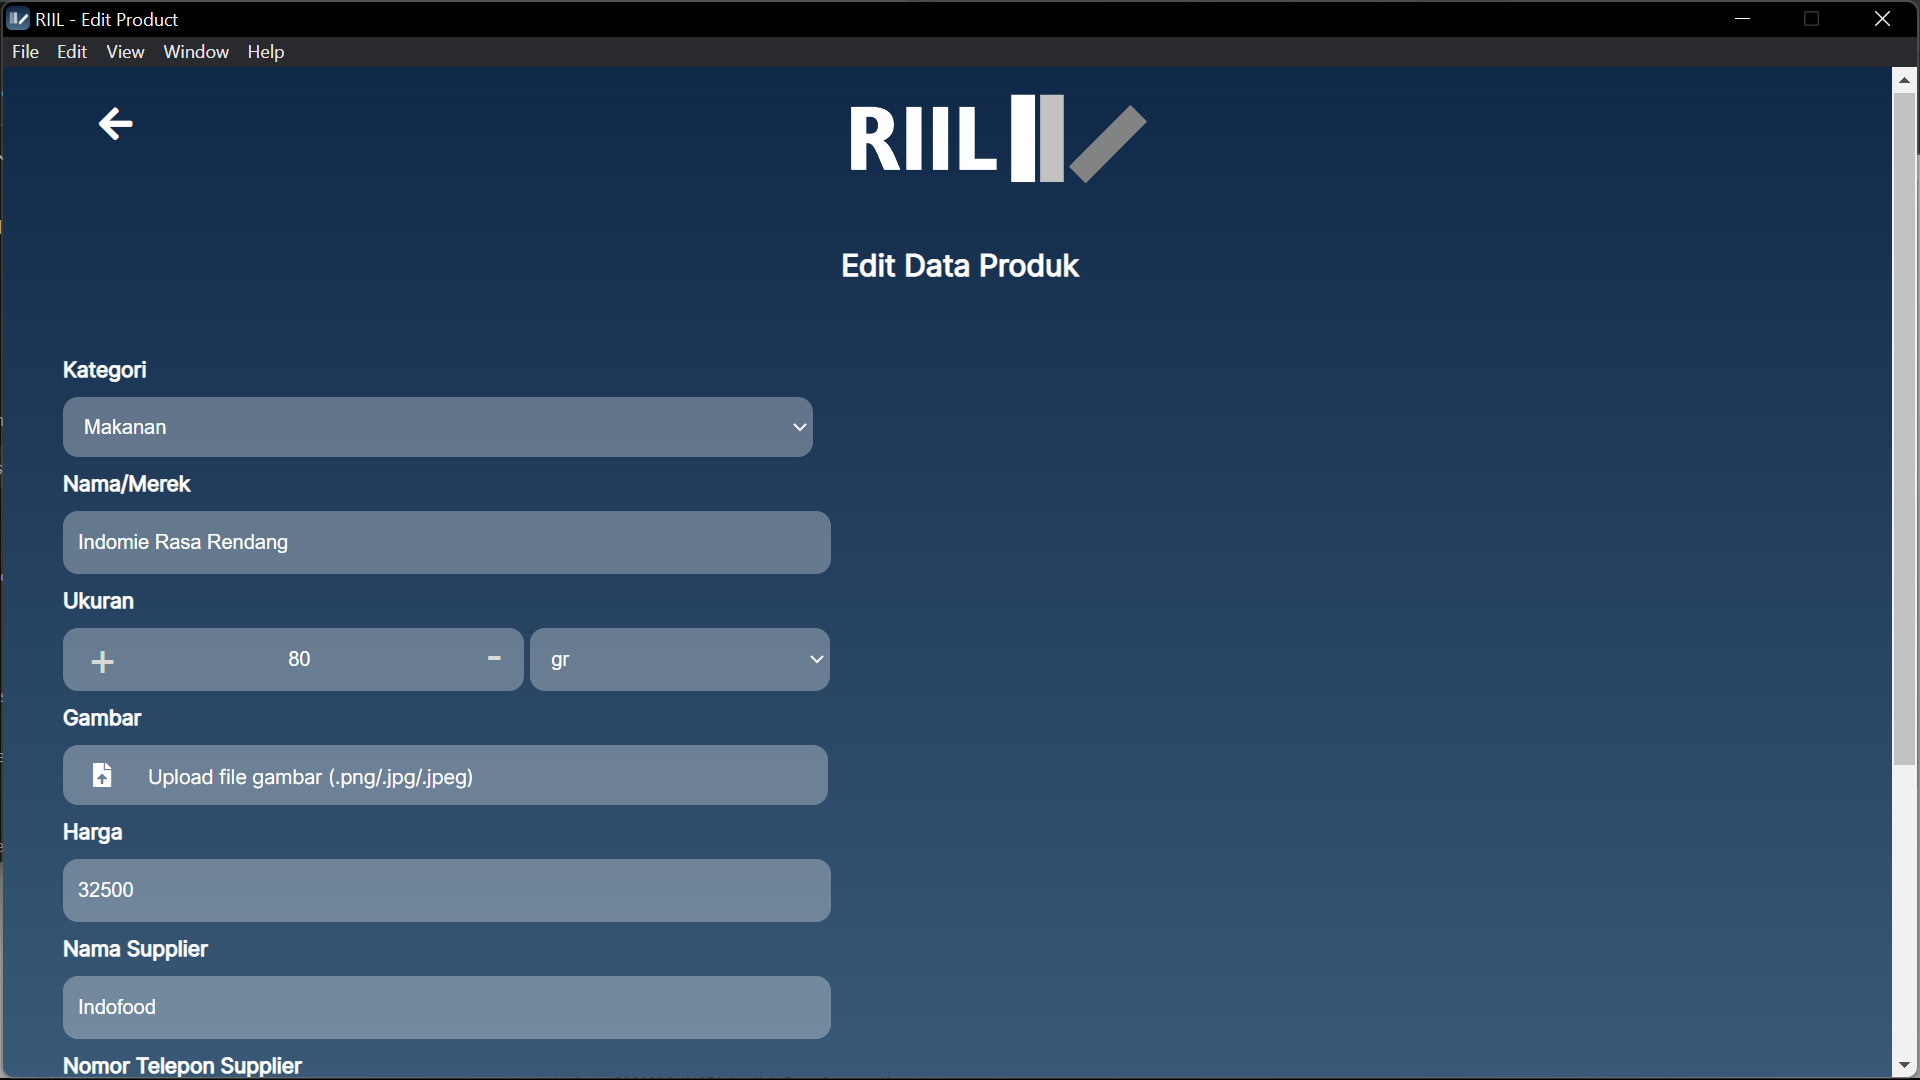 RIIL - Edit Product
File Edit View Window Help
RIIL
Edit Data Produk
Kategori
Makanan
Nama/Merek
Indomie Rasa Rendang
Ukuran
+ 80 - gr
Gambar
Upload file gambar (.png/.jpg/.jpeg)
Harga
32500
Nama Supplier
Indofood
Nomor Telepon Supplier